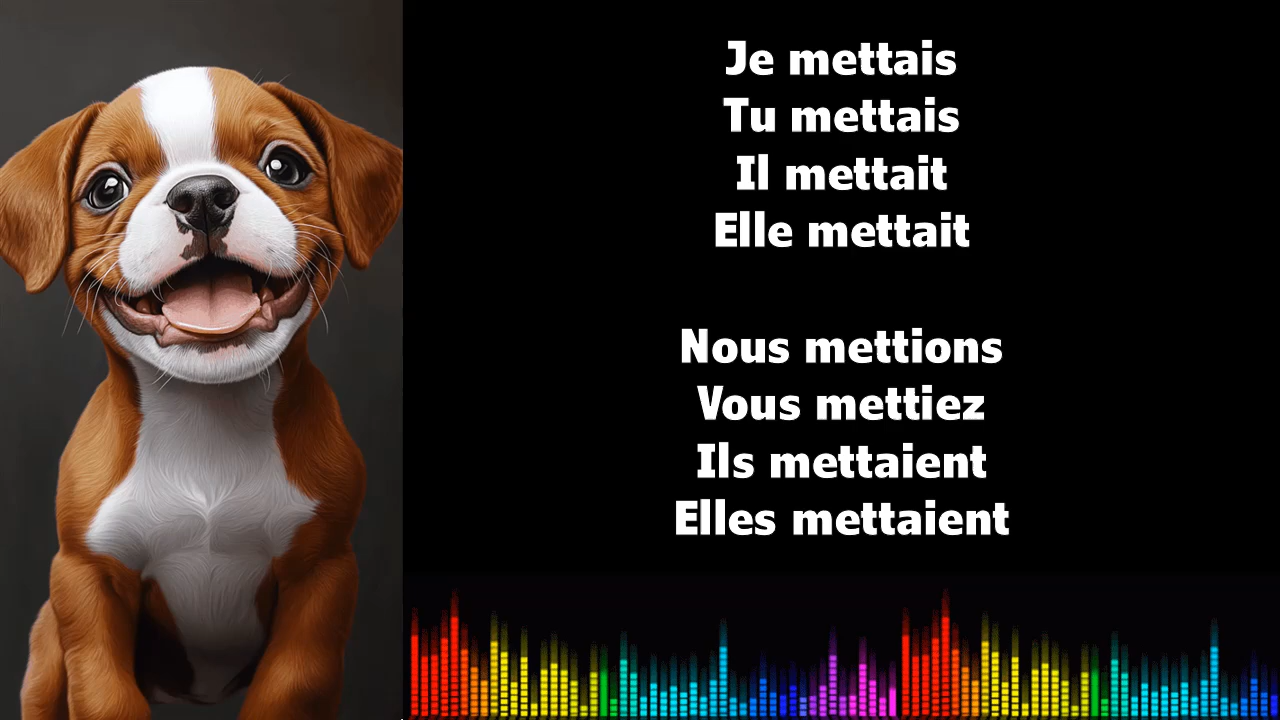 Je mettais
Tu mettais
Il mettait
Elle mettait
Nous mettions
Vous mettiez
Ils mettaient
Elles mettaient